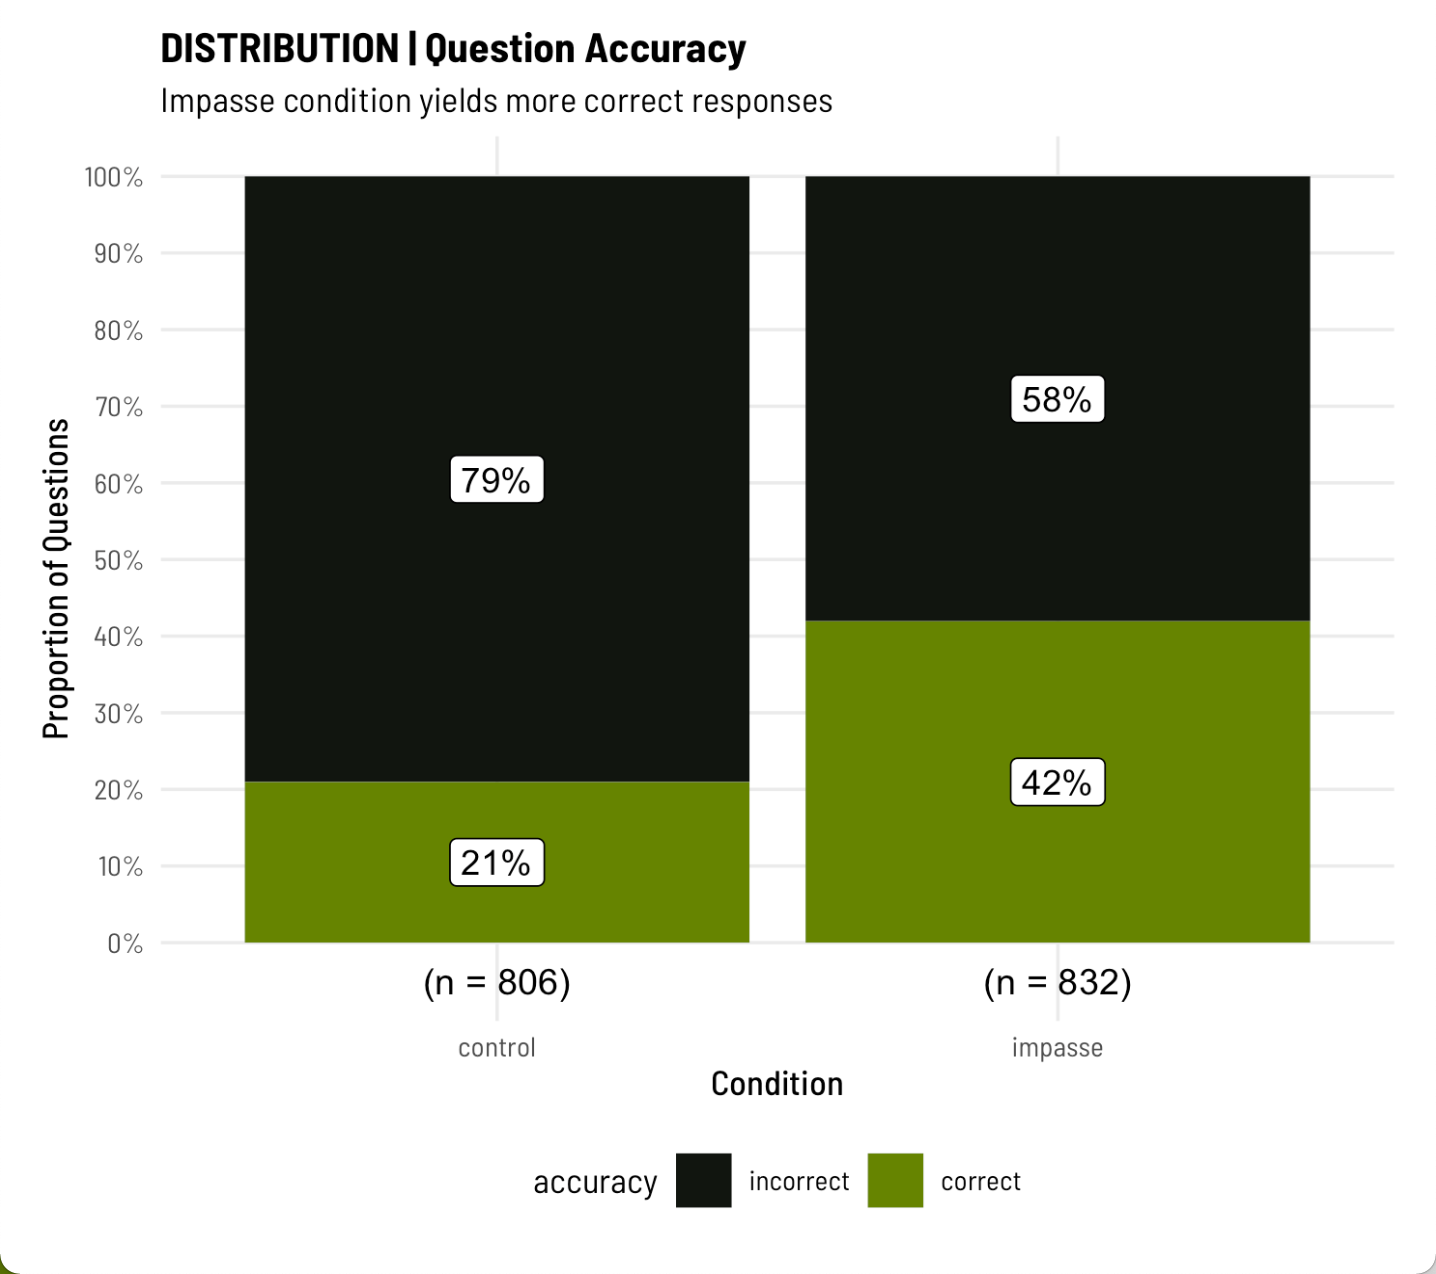 DISTRIBUTION | Question Accuracy
Impasse condition yields more correct responses
Proportion of Questions
100%
90%
80%
70%
60%
50%
40%
30%
20%
10%
0%
79%
21%
58%
42%
(n = 806)
(n = 832)
control
impasse
Condition
accuracy incorrect correct